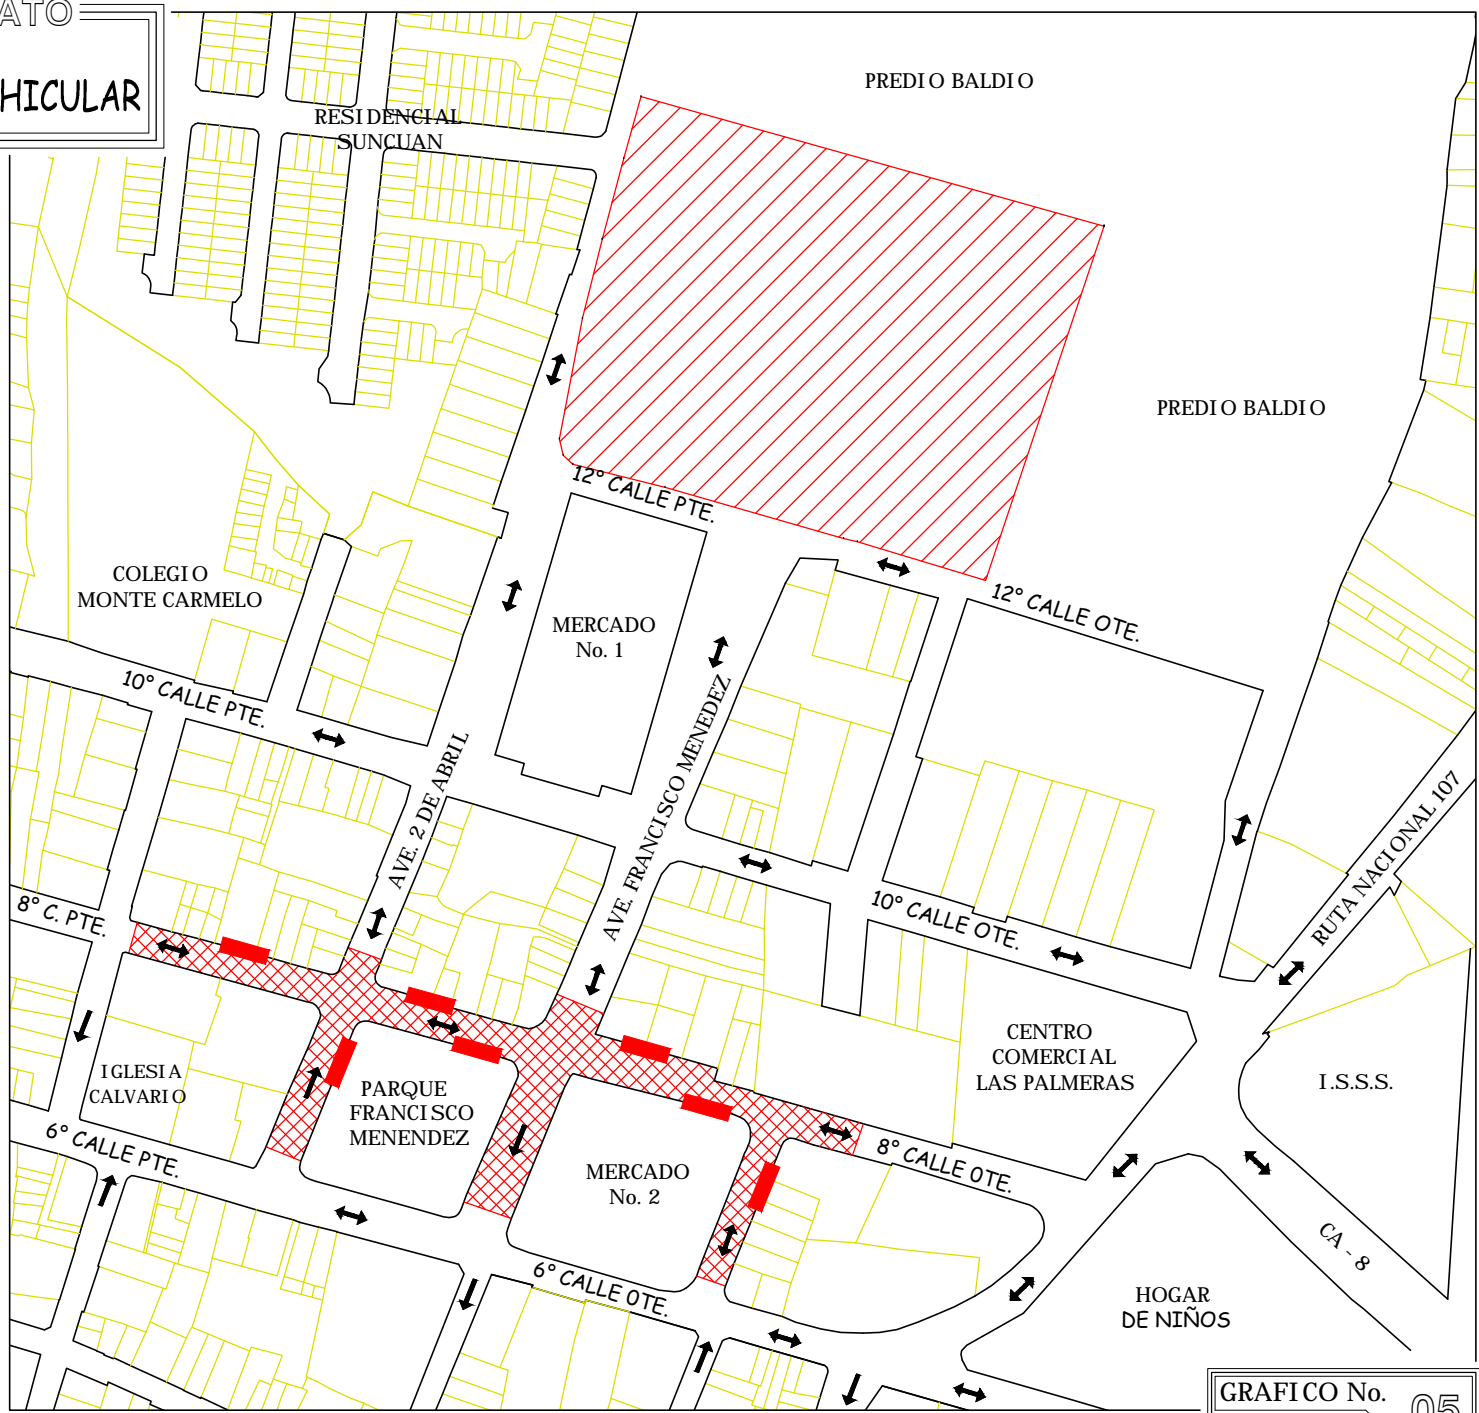 HICULAR
PREDIO BALDIO
RESIDENCIAL
SUNCUAN
PREDIO BALDIO
12° CALLE PTE.
COLEGIO
MONTE CARMELO
12° CALLE OTE.
MERCADO
No. 1
10° CALLE PTE.
AVE. 2 DE ABRIL
AVE. FRANCISCO MENEDEZ
RUTA NACIONAL 107
8° C. PTE.
10° CALLE OTE.
CENTRO
COMERCIAL
LAS PALMERAS
I.S.S.S.
IGLESIA
CALVARIO
PARQUE
FRANCISCO
MENENDEZ
6° CALLE PTE.
8° CALLE OTE.
MERCADO
No. 2
CA - 8
6° CALLE OTE.
HOGAR
DE NIÑOS
GRAFICO No. 05